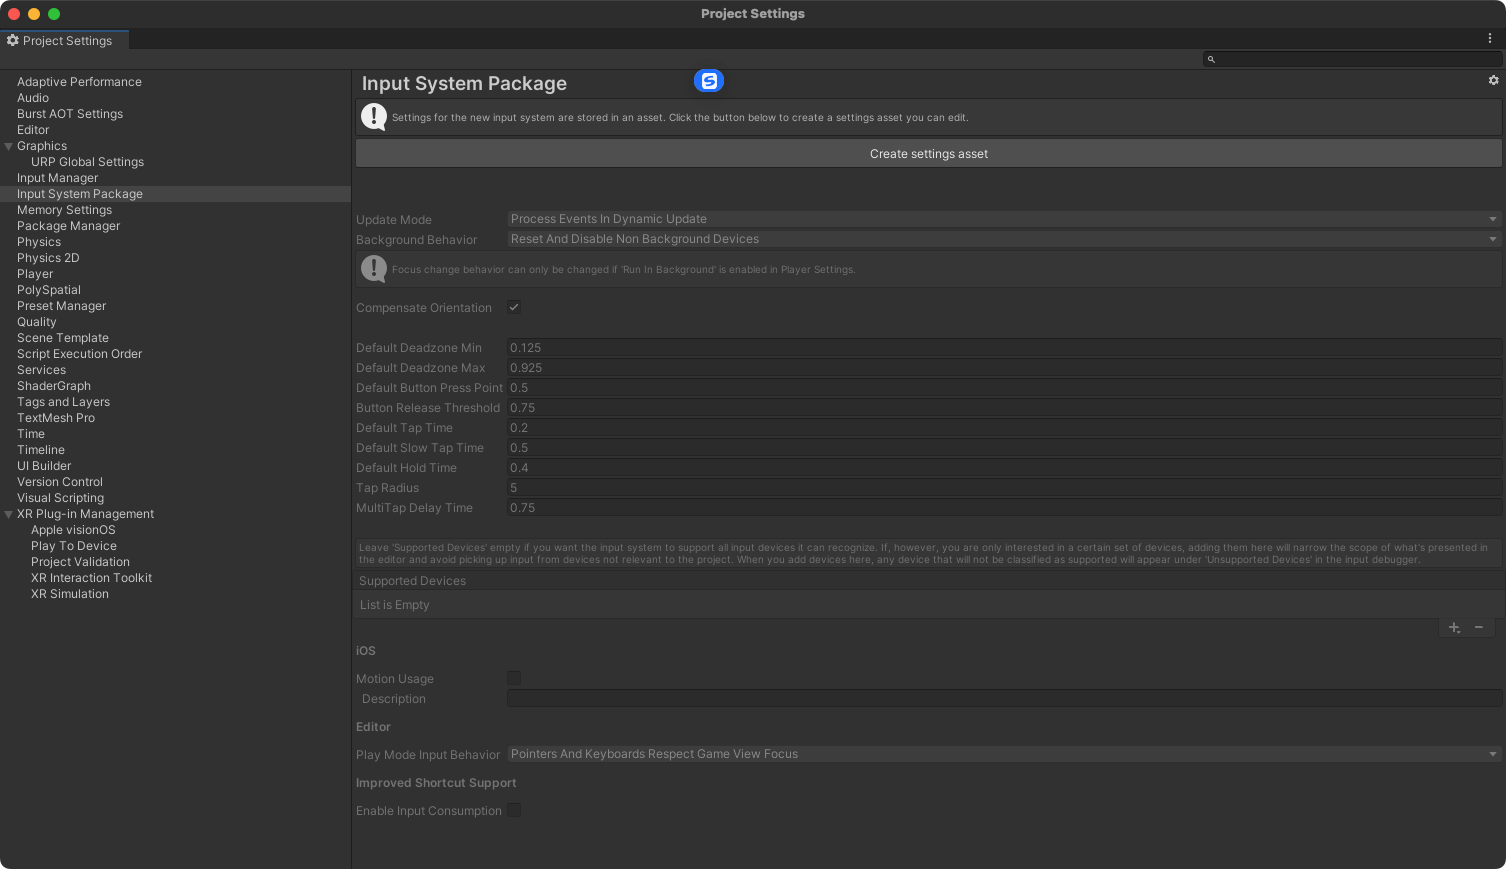 Project Settings
Project Settings
Adaptive Performance
Audio
Burst AOT Settings
Editor
Graphics
URP Global Settings
Input Manager
Input System Package
Memory Settings
Package Manager
Physics
Physics 2D
Player
PolySpatial
Preset Manager
Quality
Scene Template
Script Execution Order
Services
ShaderGraph
Tags and Layers
TextMesh Pro
Time
Timeline
UI Builder
Version Control
Visual Scripting
XR Plug-in Management
Apple visionOS
Play To Device
Project Validation
XR Interaction Toolkit
XR Simulation
Input System Package
Settings for the new input system are stored in an asset. Click the button below to create a settings asset you can edit.
Create settings asset
Update Mode Process Events In Dynamic Update
Background Behavior Reset And Disable Non Background Devices
Focus change behavior can only be changed if 'Run In Background' is enabled in Player Settings.
Compensate Orientation
Default Deadzone Min 0.125
Default Deadzone Max 0.925
Default Button Press Point 0.5
Button Release Threshold 0.75
Default Tap Time 0.2
Default Slow Tap Time 0.5
Default Hold Time 0.4
Tap Radius 5
MultiTap Delay Time 0.75
Leave 'Supported Devices' empty if you want the input system to support all input devices it can recognize. If, however, you are only interested in a certain set of devices, adding them here will narrow the scope of what's presented in
the editor and avoid picking up input from devices not relevant to the project. When you add devices here, any device that will not be classified as supported will appear under 'Unsupported Devices' in the input debugger.
Supported Devices
List is Empty
iOS
Motion Usage
Description
Editor
Play Mode Input Behavior Pointers And Keyboards Respect Game View Focus
Improved Shortcut Support
Enable Input Consumption